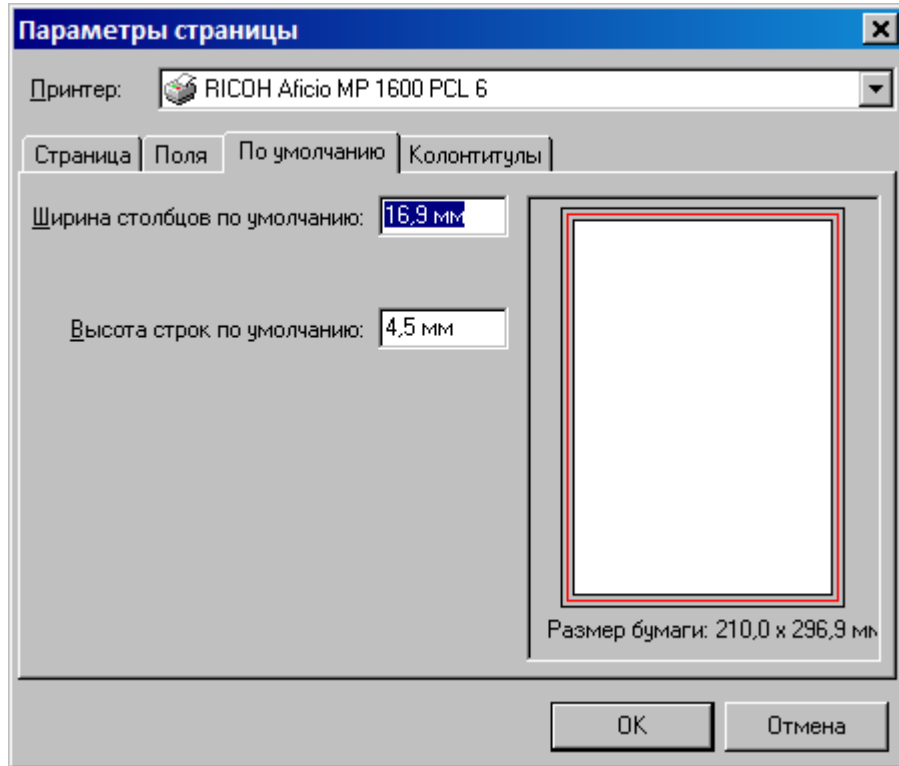 Параметры страницы
Принтер: RICOH Aficio MP 1600 PCL 6
Страница Поля По умолчанию Колонтитулы
Ширина столбцов по умолчанию: 16,9 мм
Высота строк по умолчанию: 4,5 мм
Размер бумаги: 210,0 x 296,9 мм
OK Отмена